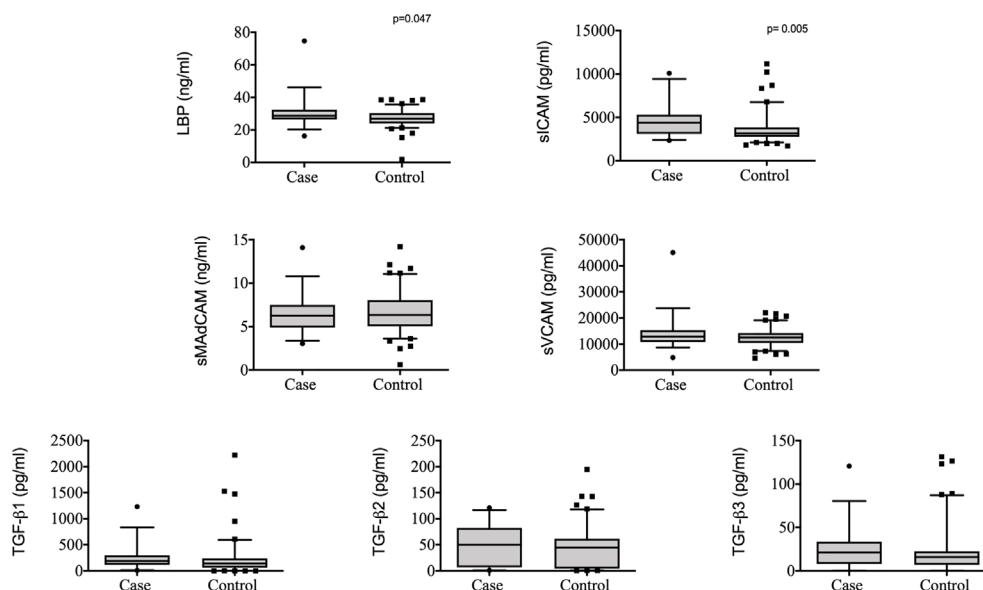 p=0.047
LBP (ng/ml)
80
60
40
20
0
Case Control
p= 0.005
sICAM (pg/ml)
15000
10000
5000
0
Case Control
sMAdCAM (ng/ml)
15
10
5
0
Case Control
sVCAM (pg/ml)
50000
40000
30000
20000
10000
0
Case Control
TGF-β1 (pg/ml)
2500
2000
1500
1000
500
0
Case Control
TGF-β2 (pg/ml)
250
200
150
100
50
0
Case Control
TGF-β3 (pg/ml)
150
100
50
0
Case Control